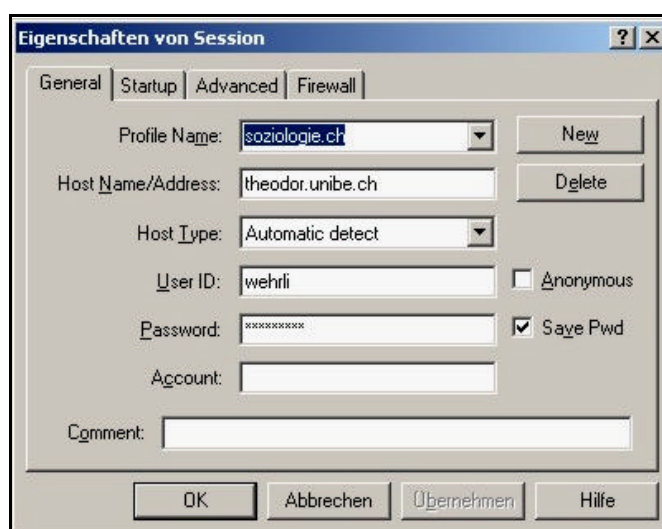 Eigenschaften von Session
General Startup Advanced Firewall
Profile Name: soziologie.ch New
Host Name/Address: theodor.unibe.ch Delete
Host Type: Automatic detect
User ID: wehrli Anonymous
Password: ********* Save Pwd
Account:
Comment:
OK Abbrechen Übernehmen Hilfe